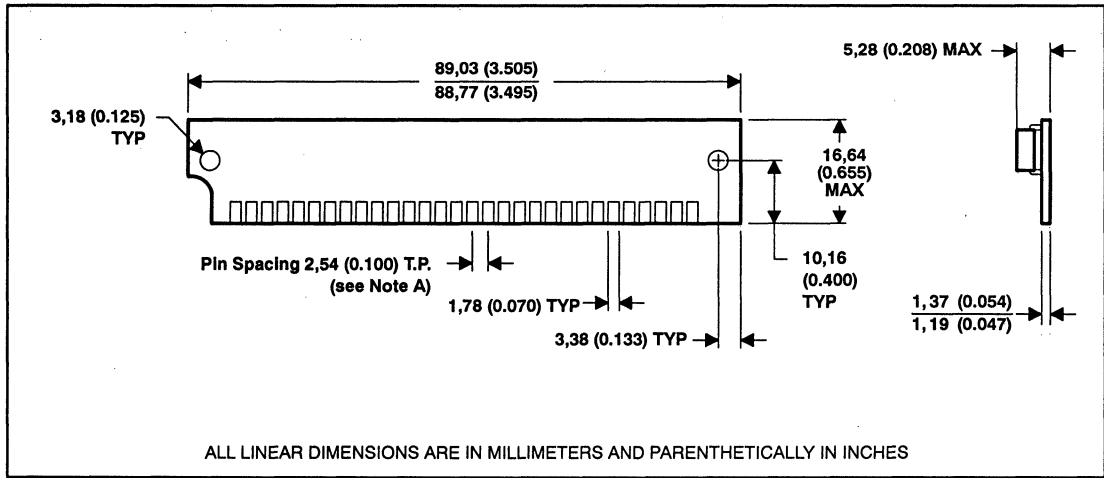 5,28 (0.208) MAX
89,03 (3.505)
88,77 (3.495)
3,18 (0.125)
TYP
16,64
(0.655)
MAX
Pin Spacing 2,54 (0.100) T.P.
(see Note A)
10,16
(0.400)
TYP
1,78 (0.070) TYP
1,37 (0.054)
1,19 (0.047)
3,38 (0.133) TYP
ALL LINEAR DIMENSIONS ARE IN MILLIMETERS AND PARENTHETICALLY IN INCHES